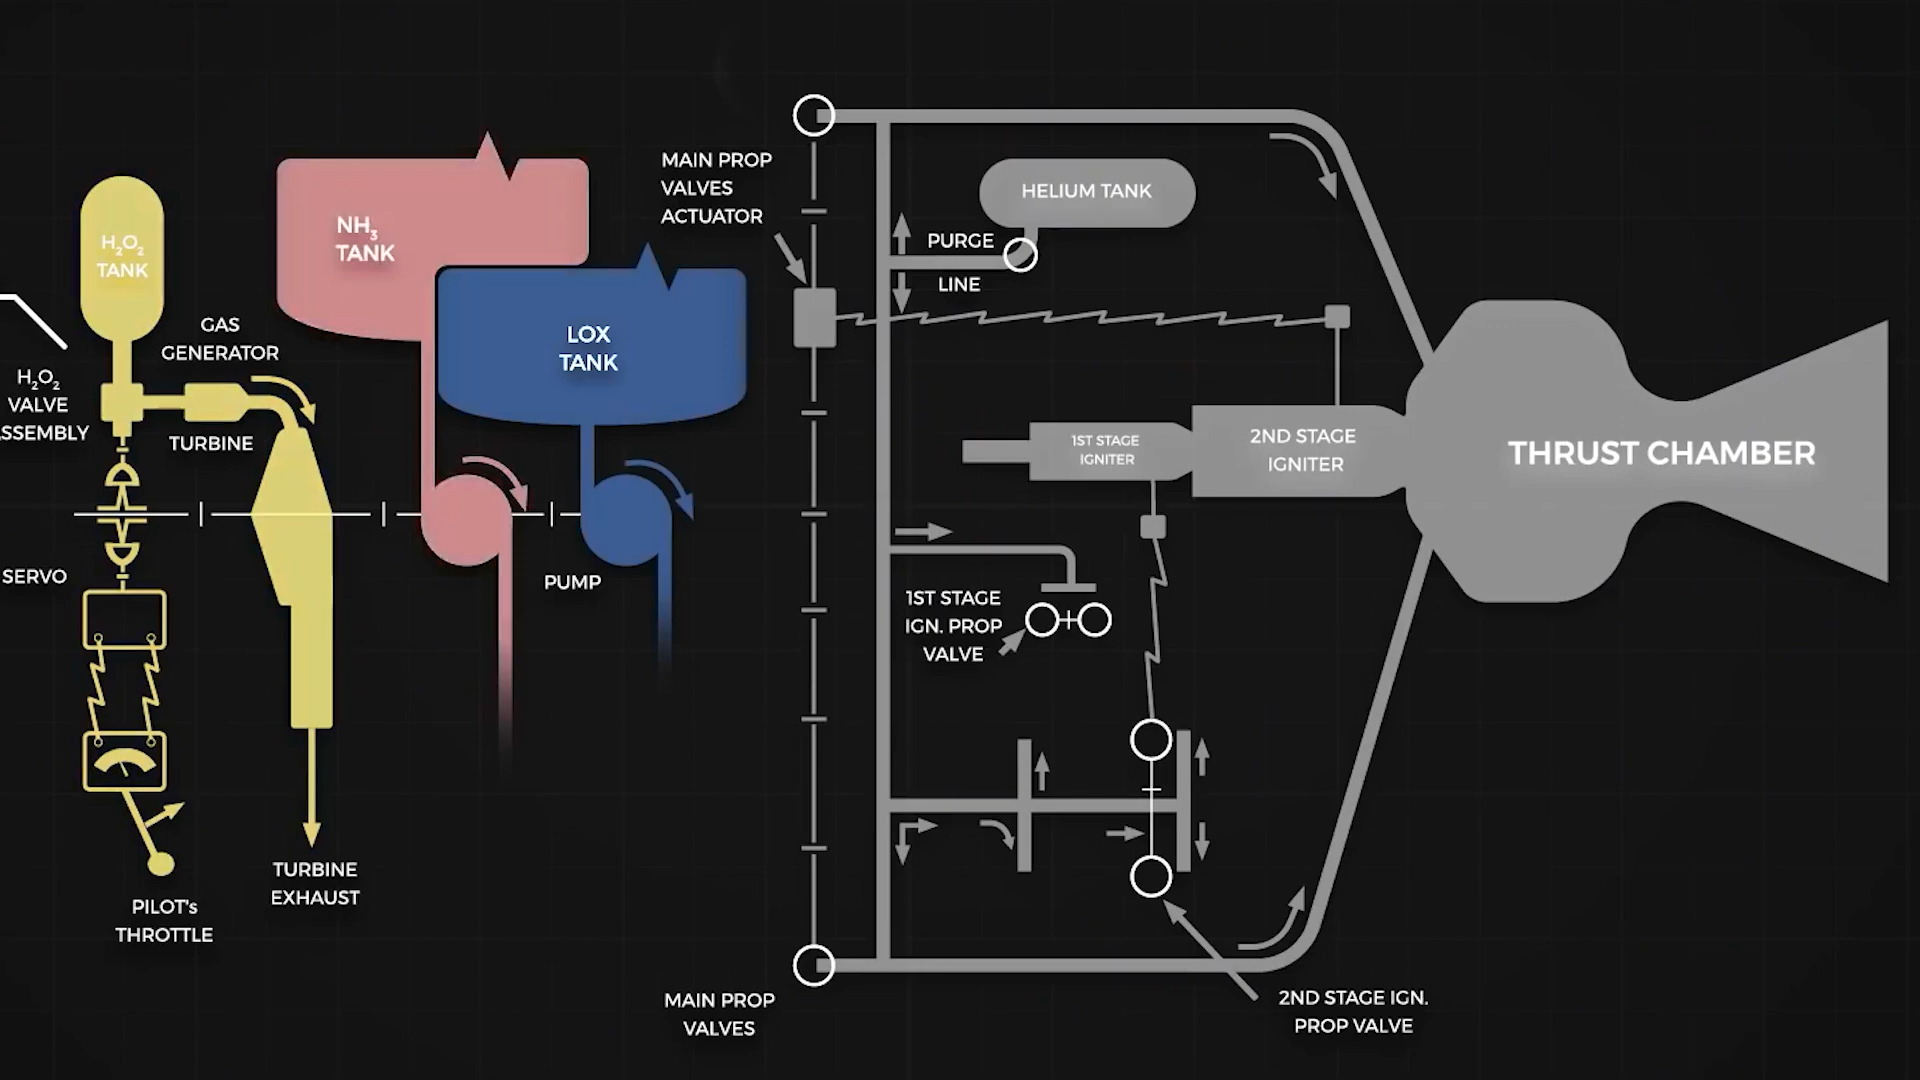 H₂O₂
TANK
GAS
GENERATOR
H₂O₂
VALVE
ASSEMBLY
TURBINE
SERVO
PILOT's
THROTTLE
TURBINE
EXHAUST
NH₃
TANK
LOX
TANK
PUMP
MAIN PROP
VALVES
ACTUATOR
HELIUM TANK
PURGE
LINE
1ST STAGE
IGNITER
2ND STAGE
IGNITER
THRUST CHAMBER
1ST STAGE
IGN. PROP
VALVE
MAIN PROP
VALVES
2ND STAGE IGN.
PROP VALVE